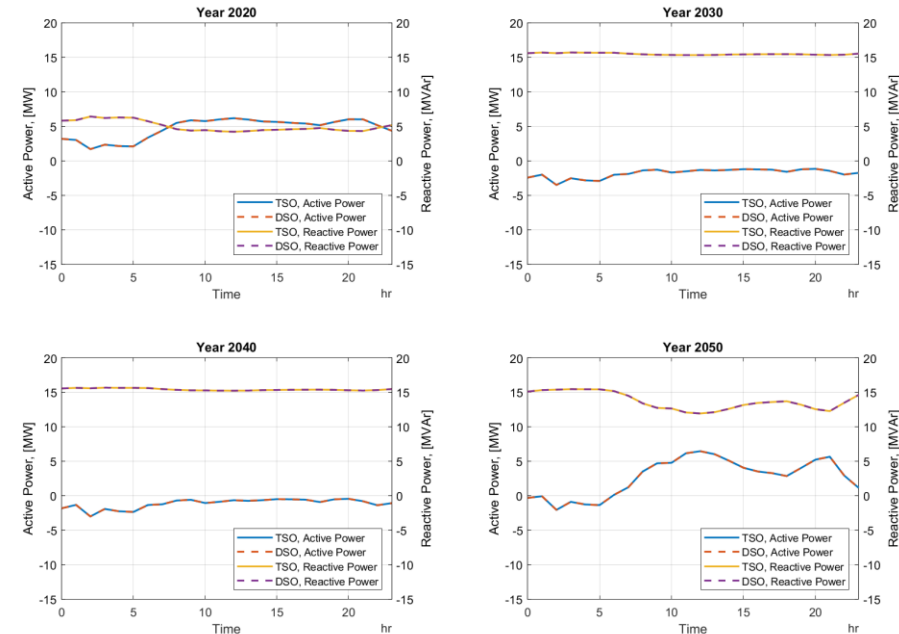 Year 2020
20
15
10
5
0
-5
-10
-15
Active Power, [MW]
20
15
10
5
0
-5
-10
-15
Reactive Power, [MVAr]
TSO, Active Power
DSO, Active Power
TSO, Reactive Power
DSO, Reactive Power
0 5 10 15 20
Time hr
Year 2030
20
15
10
5
0
-5
-10
-15
Active Power, [MW]
20
15
10
5
0
-5
-10
-15
Reactive Power, [MVAr]
TSO, Active Power
DSO, Active Power
TSO, Reactive Power
DSO, Reactive Power
0 5 10 15 20
Time hr
Year 2040
20
15
10
5
0
-5
-10
-15
Active Power, [MW]
20
15
10
5
0
-5
-10
-15
Reactive Power, [MVAr]
TSO, Active Power
DSO, Active Power
TSO, Reactive Power
DSO, Reactive Power
0 5 10 15 20
Time hr
Year 2050
20
15
10
5
0
-5
-10
-15
Active Power, [MW]
20
15
10
5
0
-5
-10
-15
Reactive Power, [MVAr]
TSO, Active Power
DSO, Active Power
TSO, Reactive Power
DSO, Reactive Power
0 5 10 15 20
Time hr